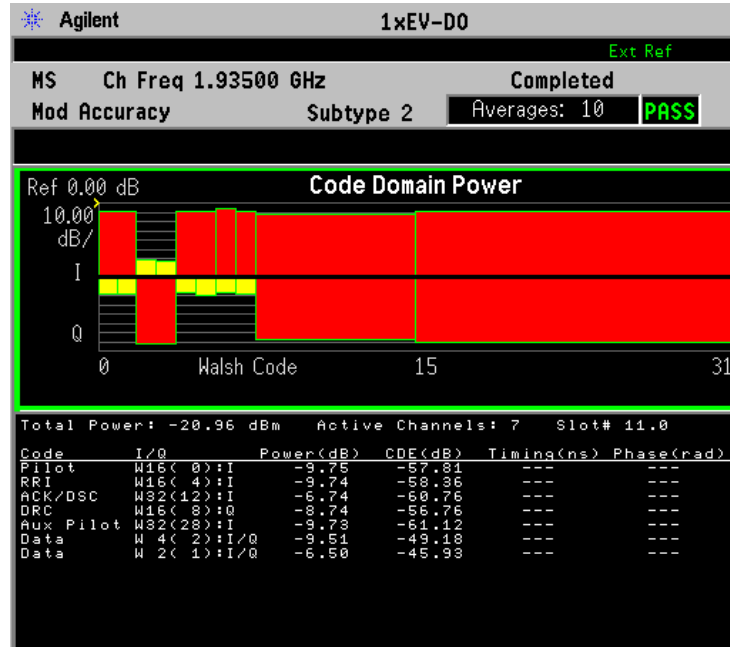 Agilent 1xEV-DO
Ext Ref
MS Ch Freq 1.93500 GHz Completed
Mod Accuracy Subtype 2 Averages: 10 PASS
Ref 0.00 dB Code Domain Power
10.00
dB/
I
Q
0 Walsh Code 15 31
Total Power: -20.96 dBm Active Channels: 7 Slot# 11.0
Code I/Q Power(dB) CDE(dB) Timing(ns) Phase(rad)
Pilot W16( 0):I -9.75 -57.81 --- ---
RRI W16( 4):I -9.74 -58.36 --- ---
ACK/DSC W32(12):I -6.74 -60.76 --- ---
DRC W16( 8):Q -8.74 -56.76 --- ---
Aux Pilot W32(28):I -9.73 -61.12 --- ---
Data W 4( 2):I/Q -9.51 -49.18 --- ---
Data W 2( 1):I/Q -6.50 -45.93 --- ---